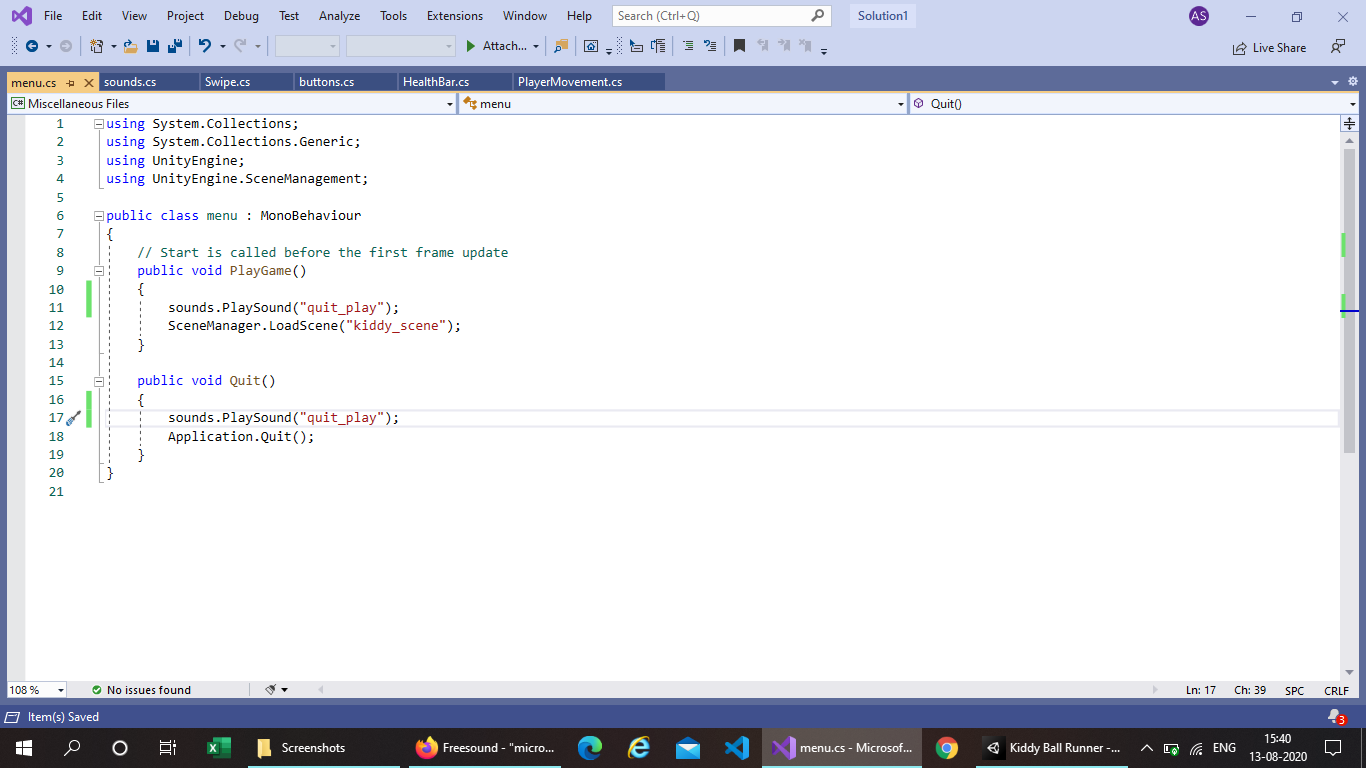 File Edit View Project Debug Test Analyze Tools Extensions Window Help Search (Ctrl+Q) Solution1 AS
Attach... Live Share
menu.cs sounds.cs Swipe.cs buttons.cs HealthBar.cs PlayerMovement.cs
C# Miscellaneous Files menu Quit()
1 using System.Collections;
2 using System.Collections.Generic;
3 using UnityEngine;
4 using UnityEngine.SceneManagement;
5
6 public class menu : MonoBehaviour
7 {
8 // Start is called before the first frame update
9 public void PlayGame()
10 {
11 sounds.PlaySound("quit_play");
12 SceneManager.LoadScene("kiddy_scene");
13 }
14
15 public void Quit()
16 {
17 sounds.PlaySound("quit_play");
18 Application.Quit();
19 }
20 }
21
108 % No issues found Ln: 17 Ch: 39 SPC CRLF
Item(s) Saved 3
Screenshots Freesound - "micro... menu.cs - Microsof... Kiddy Ball Runner -... ENG 15:40
13-08-2020